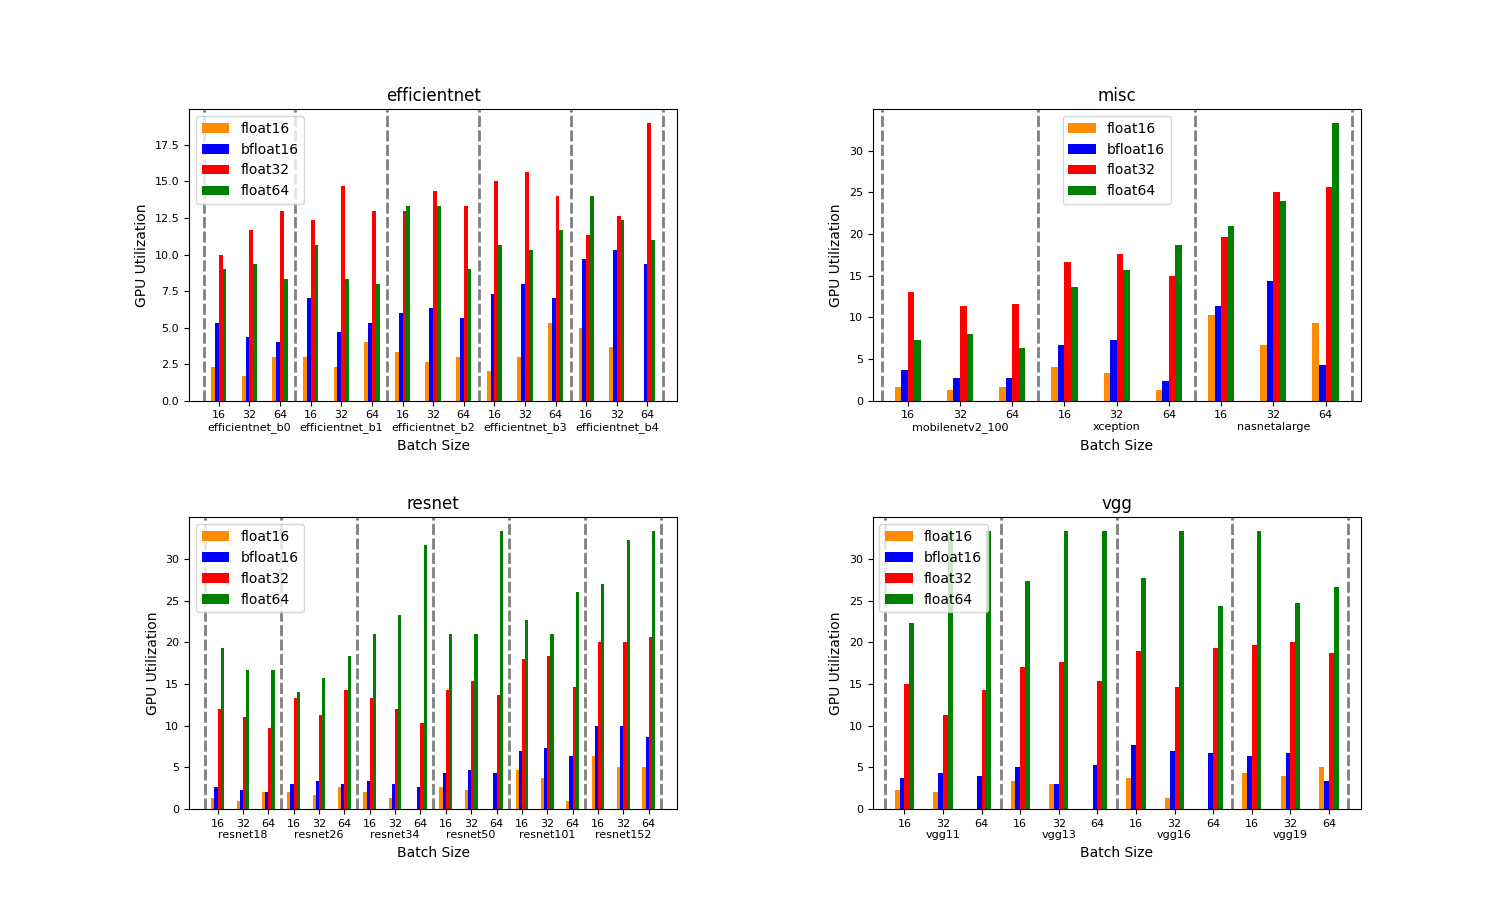 efficientnet
float16
bfloat16
float32
float64
GPU Utilization
17.5
15.0
12.5
10.0
7.5
5.0
2.5
0.0
16 32 64 16 32 64 16 32 64 16 32 64 16 32 64
efficientnet_b0 efficientnet_b1 efficientnet_b2 efficientnet_b3 efficientnet_b4
Batch Size
misc
float16
bfloat16
float32
float64
GPU Utilization
30
25
20
15
10
5
0
16 32 64 16 32 64 16 32 64
mobilenetv2_100 xception nasnetalarge
Batch Size
resnet
float16
bfloat16
float32
float64
GPU Utilization
30
25
20
15
10
5
0
16 32 64 16 32 64 16 32 64 16 32 64 16 32 64 16 32 64
resnet18 resnet26 resnet34 resnet50 resnet101 resnet152
Batch Size
vgg
float16
bfloat16
float32
float64
GPU Utilization
30
25
20
15
10
5
0
16 32 64 16 32 64 16 32 64 16 32 64
vgg11 vgg13 vgg16 vgg19
Batch Size